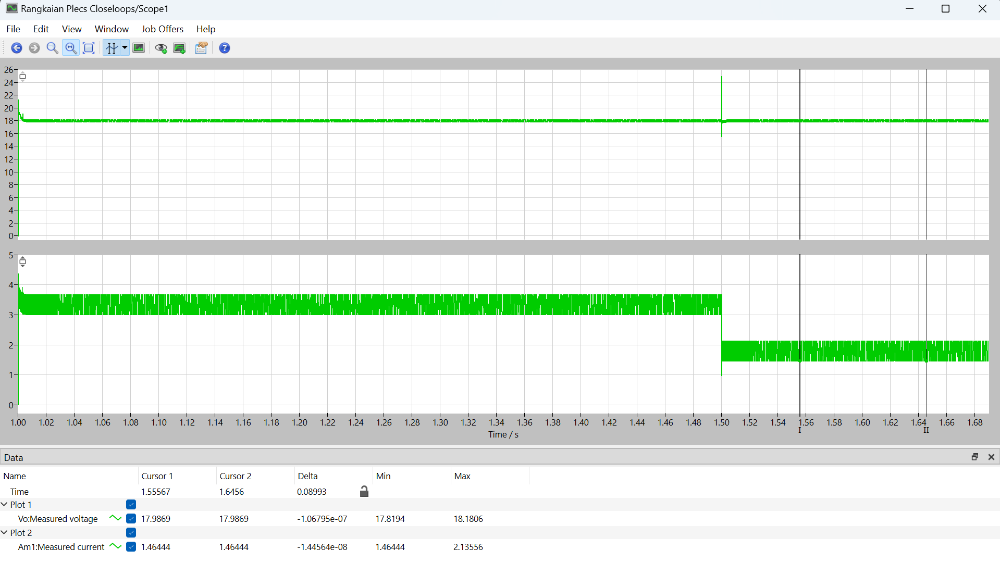 Rangkaian Plecs Closeloops/Scope1
File Edit View Window Job Offers Help
26
24
22
20
18
16
14
12
10
8
6
4
2
0
5
4
3
2
1
0
1.00 1.02 1.04 1.06 1.08 1.10 1.12 1.14 1.16 1.18 1.20 1.22 1.24 1.26 1.28 1.30 1.32 1.34 1.36 1.38 1.40 1.42 1.44 1.46 1.48 1.50 1.52 1.54 1.56 1.58 1.60 1.62 1.64 1.66 1.68
I II
Time / s
Data
Name Cursor 1 Cursor 2 Delta Min Max
Time 1.55567 1.6456 0.08993
Plot 1
Vo:Measured voltage 17.9869 17.9869 -1.06795e-07 17.8194 18.1806
Plot 2
Am1:Measured current 1.46444 1.46444 -1.44564e-08 1.46444 2.13556